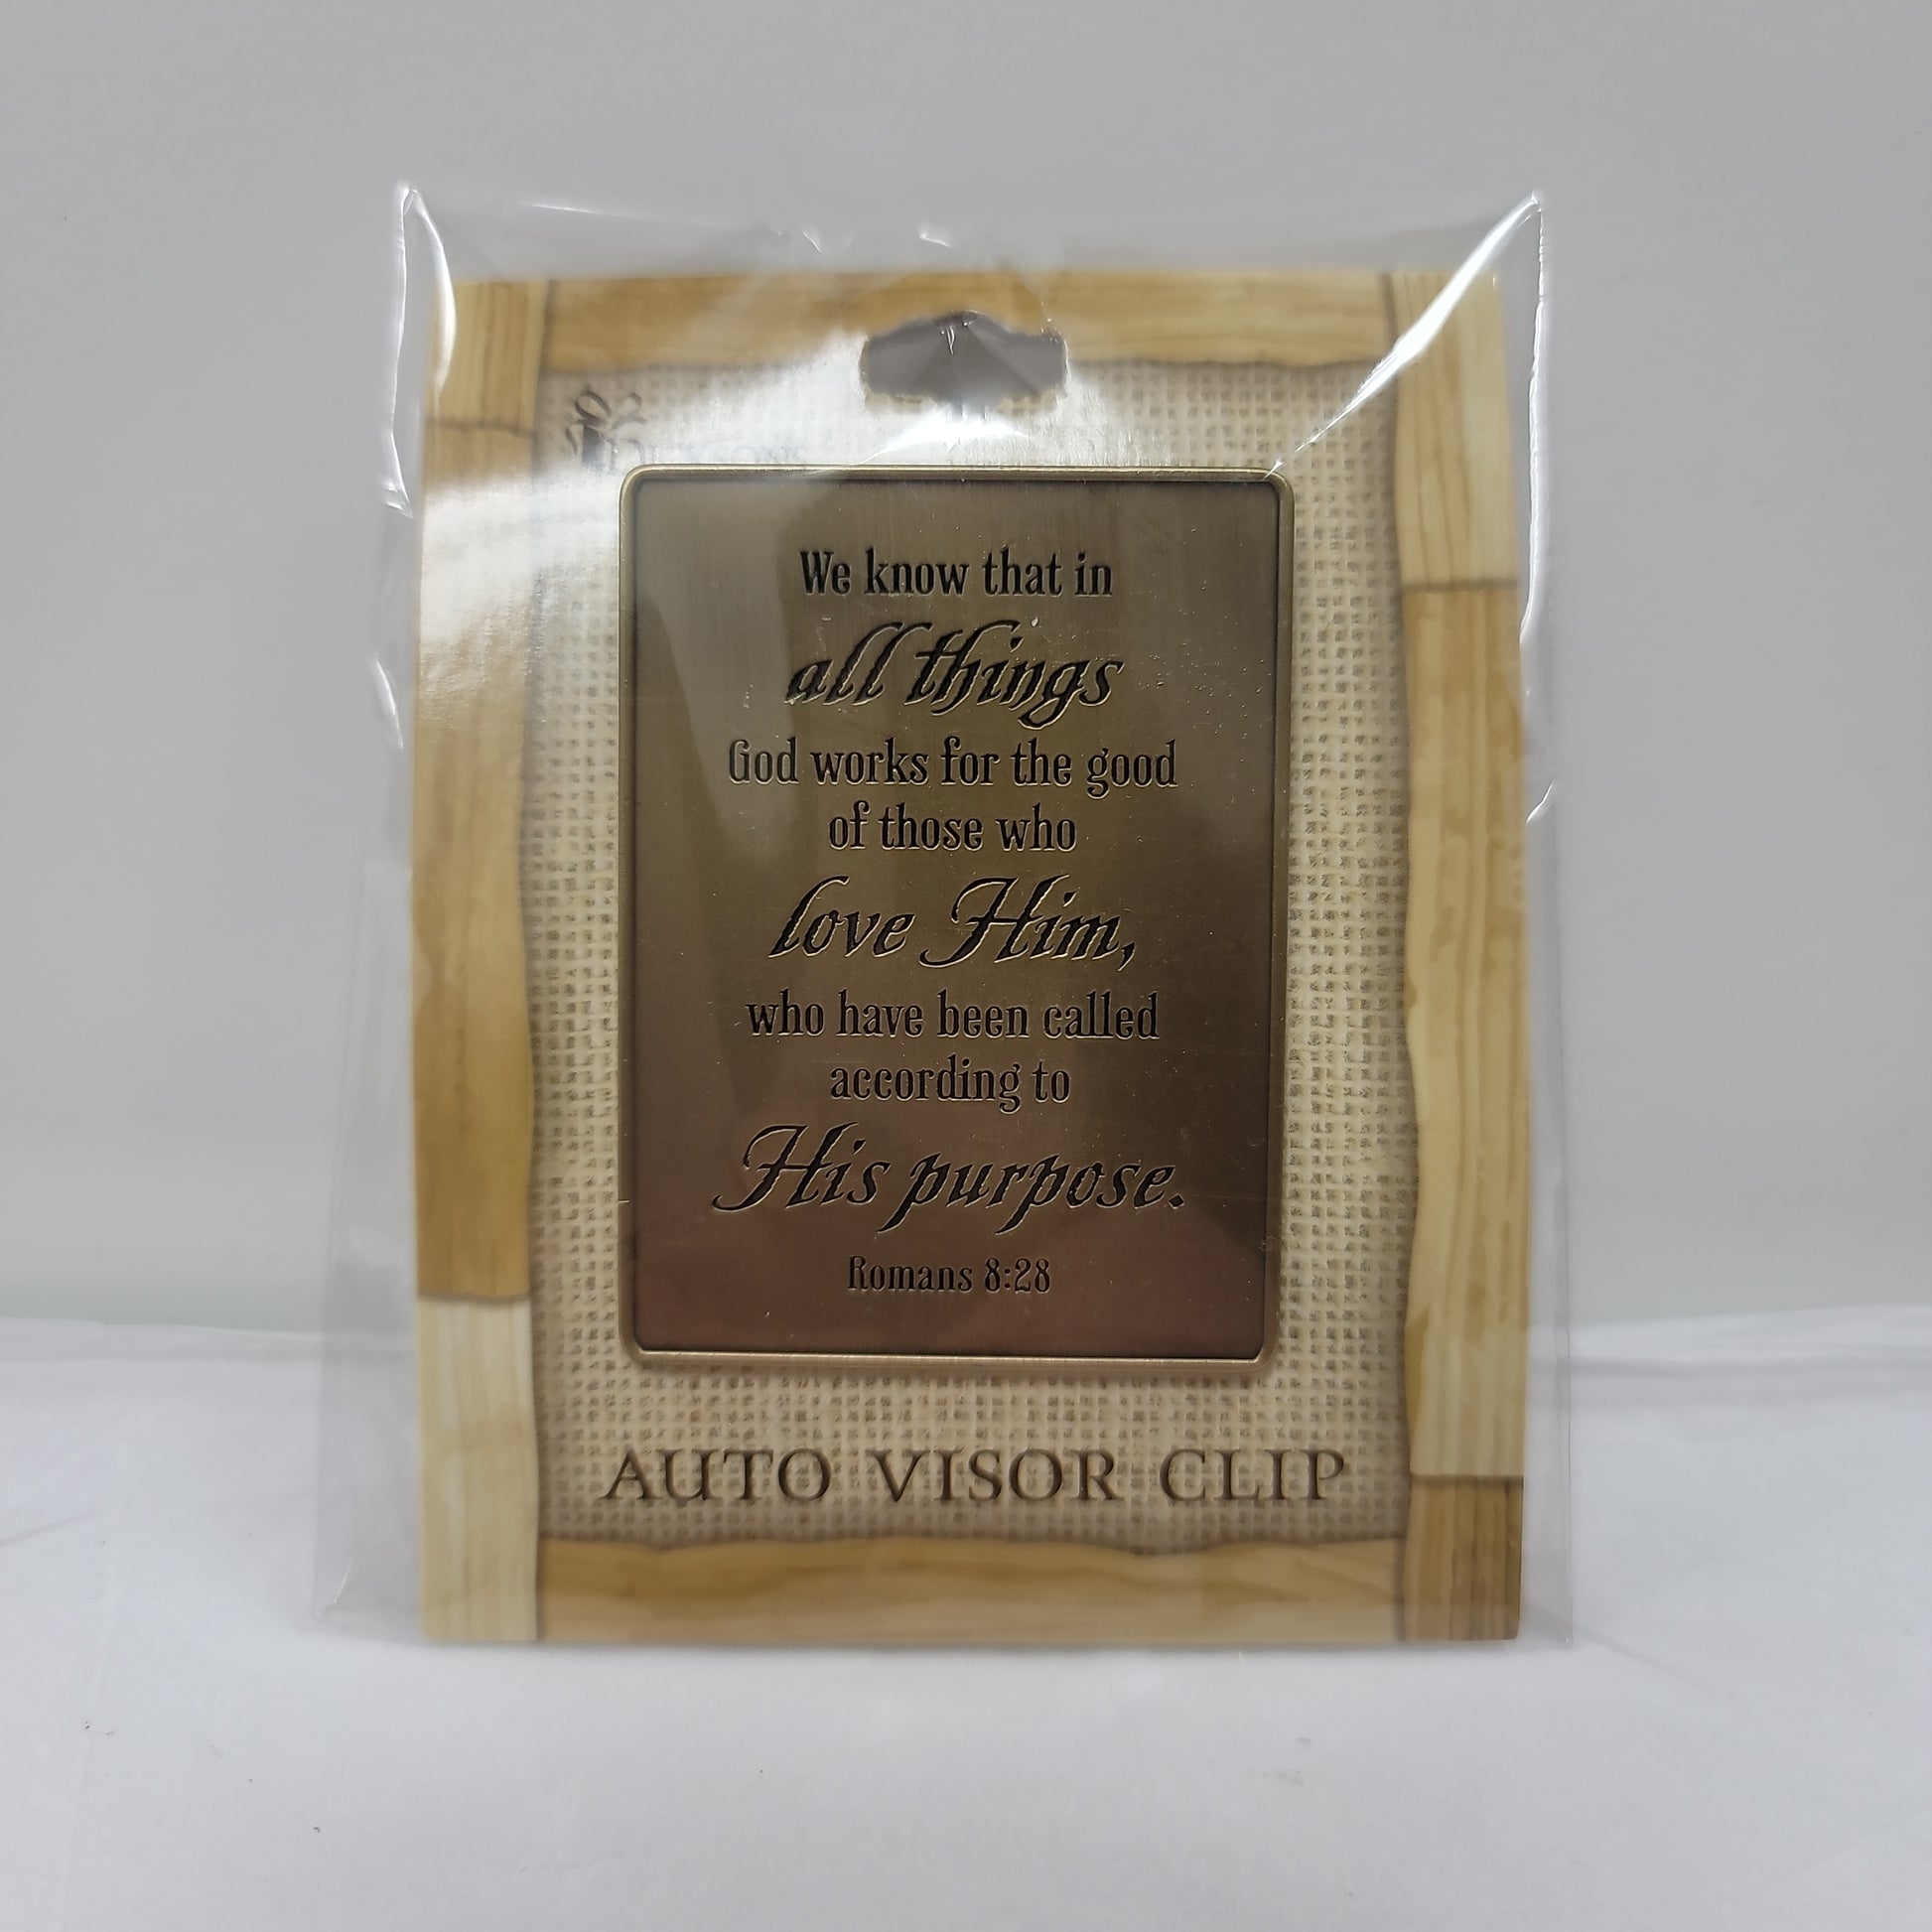 We know that in
all things
God works for the good
of those who
love Him,
who have been called
according to
His purpose.
Romans 8:28
AUTO VISOR CLIP